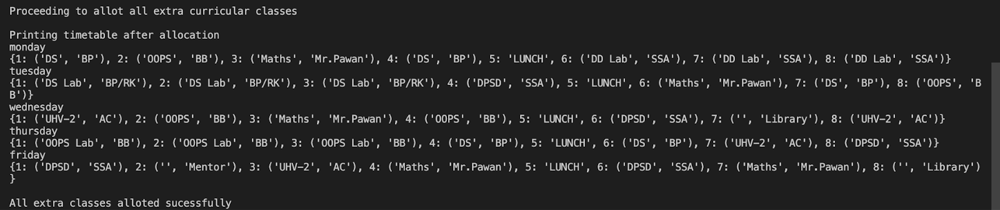 Proceeding to allot all extra curricular classes
Printing timetable after allocation
monday
{1: ('DS', 'BP'), 2: ('OOPS', 'BB'), 3: ('Maths', 'Mr.Pawan'), 4: ('DS', 'BP'), 5: 'LUNCH', 6: ('DD Lab', 'SSA'), 7: ('DD Lab', 'SSA'), 8: ('DD Lab', 'SSA')}
tuesday
{1: ('DS Lab', 'BP/RK'), 2: ('DS Lab', 'BP/RK'), 3: ('DS Lab', 'BP/RK'), 4: ('DPSD', 'SSA'), 5: 'LUNCH', 6: ('Maths', 'Mr.Pawan'), 7: ('DS', 'BP'), 8: ('OOPS', 'B
B')}
wednesday
{1: ('UHV-2', 'AC'), 2: ('OOPS', 'BB'), 3: ('Maths', 'Mr.Pawan'), 4: ('OOPS', 'BB'), 5: 'LUNCH', 6: ('DPSD', 'SSA'), 7: ('', 'Library'), 8: ('UHV-2', 'AC')}
thursday
{1: ('OOPS Lab', 'BB'), 2: ('OOPS Lab', 'BB'), 3: ('OOPS Lab', 'BB'), 4: ('DS', 'BP'), 5: 'LUNCH', 6: ('DS', 'BP'), 7: ('UHV-2', 'AC'), 8: ('DPSD', 'SSA')}
friday
{1: ('DPSD', 'SSA'), 2: ('', 'Mentor'), 3: ('UHV-2', 'AC'), 4: ('Maths', 'Mr.Pawan'), 5: 'LUNCH', 6: ('DPSD', 'SSA'), 7: ('Maths', 'Mr.Pawan'), 8: ('', 'Library')
}
All extra classes alloted sucessfully